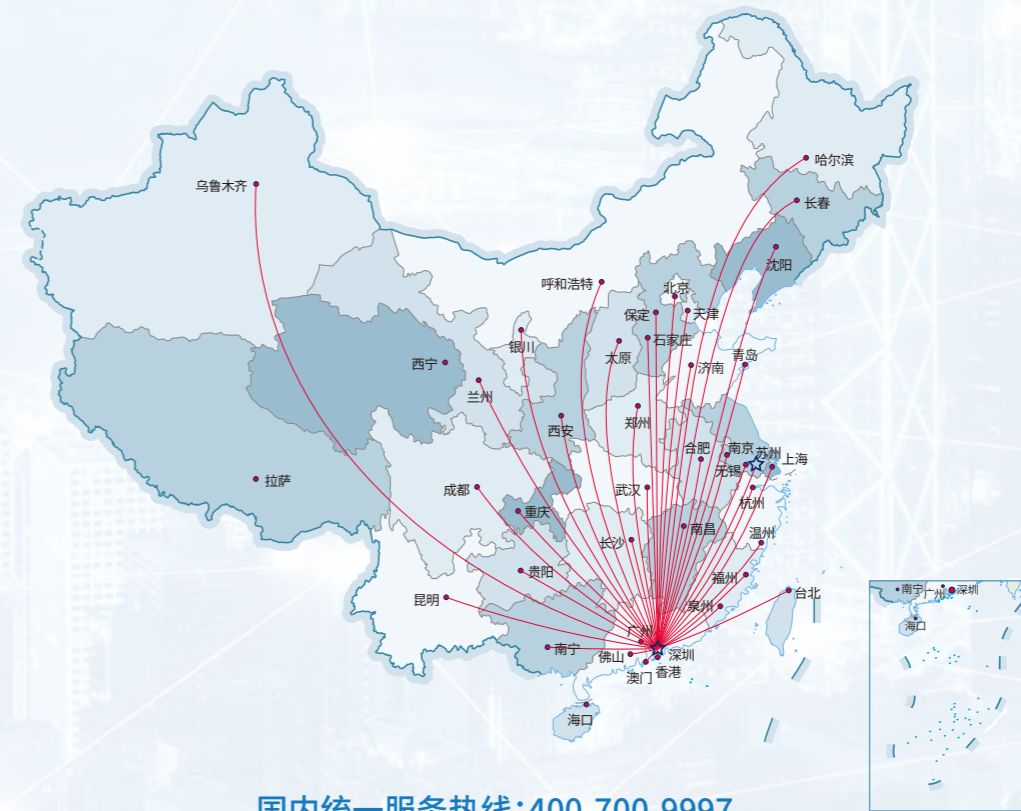 哈尔滨
乌鲁木齐
长春
沈阳
呼和浩特
北京
保定
天津
石家庄
银川
太原
青岛
西宁
济南
兰州
郑州
西安
合肥
南京
苏州
上海
无锡
拉萨
成都
武汉
杭州
重庆
南昌
温州
长沙
贵阳
福州
台北
昆明
泉州
广州
南宁
佛山
深圳
香港
澳门
海口
南宁
广州
深圳
海口
国内统一服务热线:400-700-9997